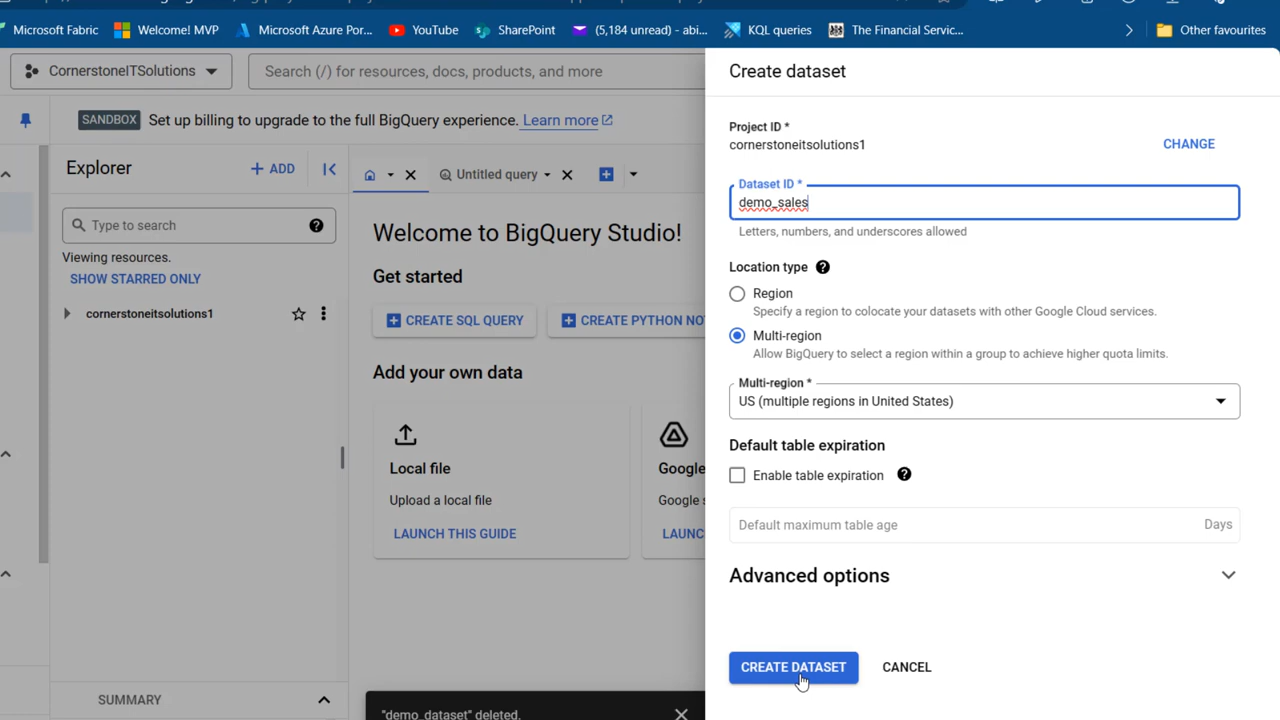 Microsoft Fabric
Welcome! MVP
Microsoft Azure Por...
YouTube
SharePoint
(5,184 unread) - abi...
KQL queries
The Financial Servic...
Other favourites
CornerstoneITSolutions
Search (/) for resources, docs, products, and more
SANDBOX
Set up billing to upgrade to the full BigQuery experience. Learn more
Explorer
+ ADD
Type to search
Viewing resources.
SHOW STARRED ONLY
cornerstoneitsolutions1
SUMMARY
Untitled query
Welcome to BigQuery Studio!
Get started
CREATE SQL QUERY
CREATE PYTHON NO
Add your own data
Local file
Upload a local file
LAUNCH THIS GUIDE
Google
Google s
LAUNC
"demo_dataset" deleted.
Create dataset
Project ID *
cornerstoneitsolutions1
CHANGE
Dataset ID *
demo_sales
Letters, numbers, and underscores allowed
Location type
Region
Specify a region to colocate your datasets with other Google Cloud services.
Multi-region
Allow BigQuery to select a region within a group to achieve higher quota limits.
Multi-region *
US (multiple regions in United States)
Default table expiration
Enable table expiration
Default maximum table age
Days
Advanced options
CREATE DATASET
CANCEL